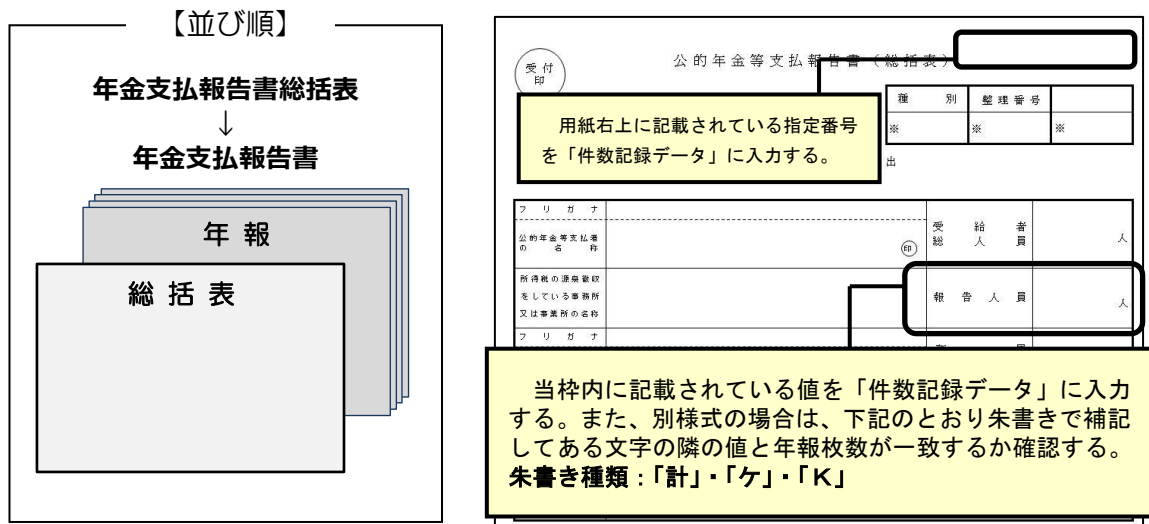 【並び順】
年金支払報告書総括表
↓
年金支払報告書
年 報
総 括 表
受 付
印
公 的 年 金 等 支 払 報 告 書 （ 総 括 表 ）
用紙右上に記載されている指定番号
を「件数記録データ」に入力する。
種 別 整 理 番 号
※ ※ ※
出
フ リ ガ ナ
公的年金等支払者
の 名 称
印
受 給 者
総 人 員
人
所得税の源泉徴収
をしている事務所
又は事業所の名称
報 告 人 員
人
フ リ ガ ナ
当枠内に記載されている値を「件数記録データ」に入力
する。また、別様式の場合は、下記のとおり朱書きで補記
してある文字の隣の値と年報枚数が一致するか確認する。
朱書き種類：「計」・「ケ」・「K」